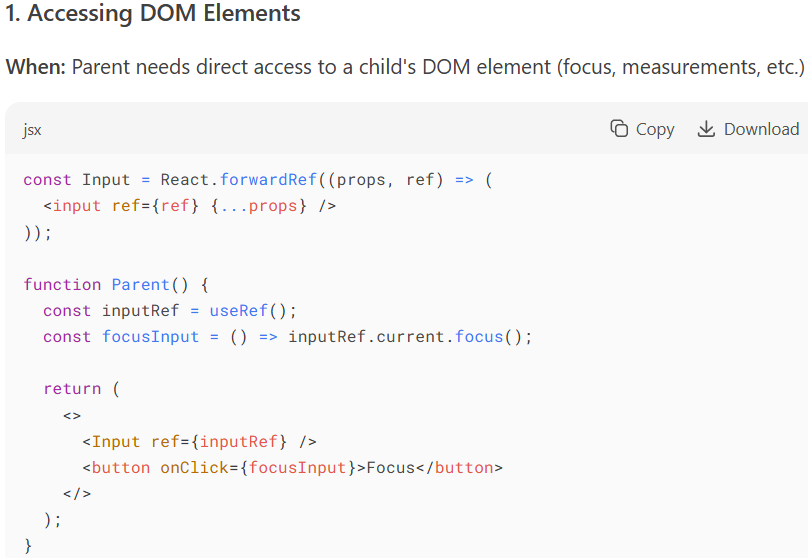 1. Accessing DOM Elements
When: Parent needs direct access to a child's DOM element (focus, measurements, etc.)
jsx
Copy
Download
const Input = React.forwardRef((props, ref) => (
  <input ref={ref} {...props} />
));

function Parent() {
  const inputRef = useRef();
  const focusInput = () => inputRef.current.focus();

  return (
    <>
      <Input ref={inputRef} />
      <button onClick={focusInput}>Focus</button>
    </>
  );
}